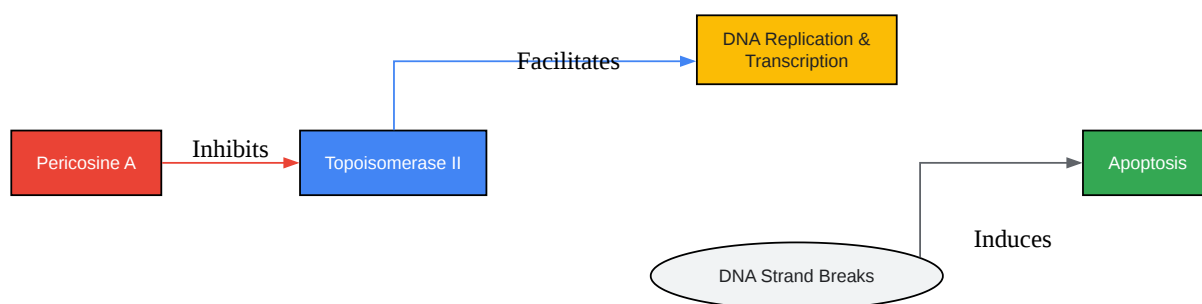 DNA Replication &
Transcription
Facilitates
Pericosine A
Inhibits
Topoisomerase II
Apoptosis
Induces
DNA Strand Breaks